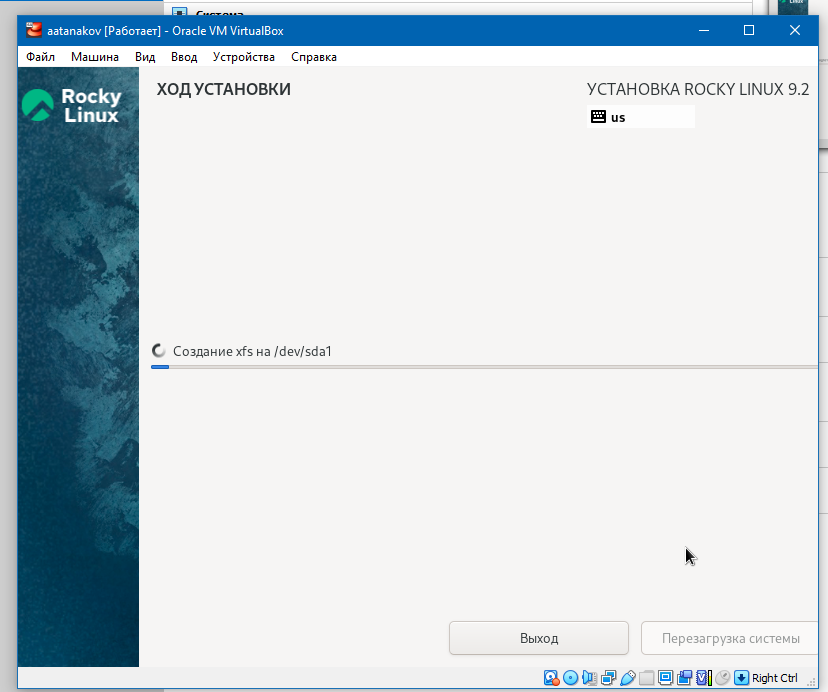 Система
aatanakov [Работает] - Oracle VM VirtualBox
Файл Машина Вид Ввод Устройства Справка
Rocky
Linux
ХОД УСТАНОВКИ
УСТАНОВКА ROCKY LINUX 9.2
us
Создание xfs на /dev/sda1
Выход
Перезагрузка системы
Right Ctrl